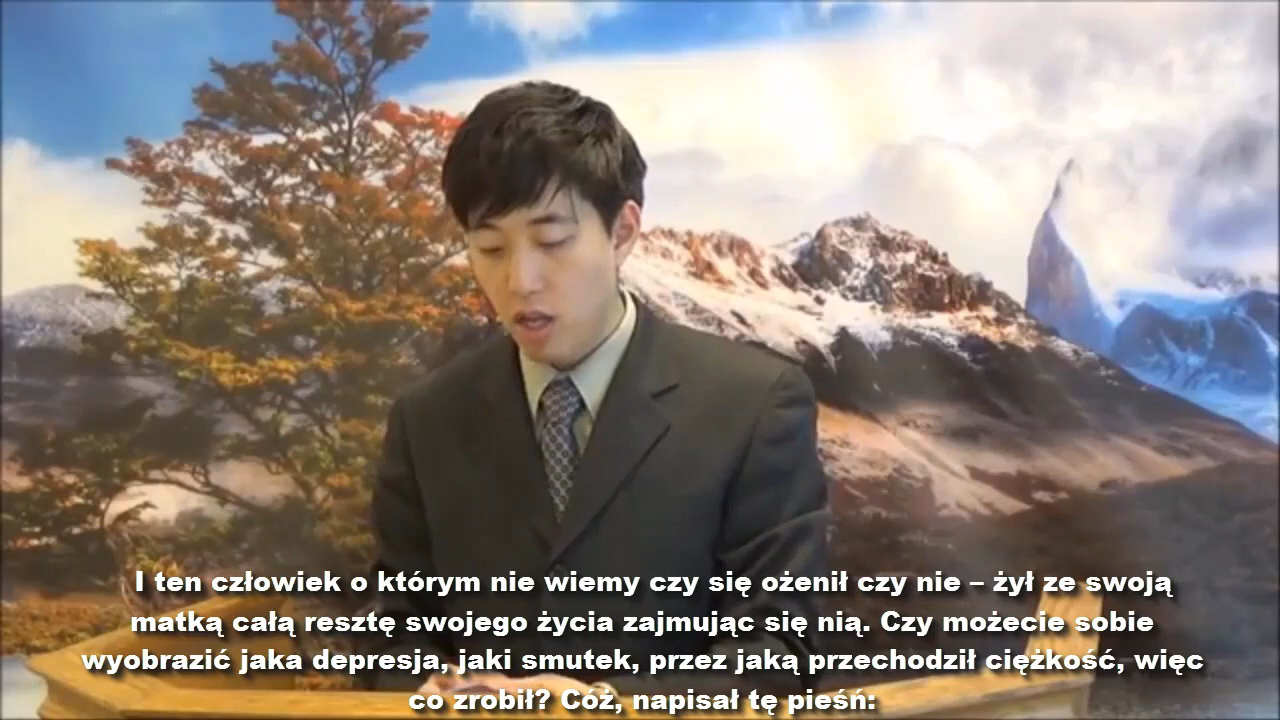 I ten człowiek o którym nie wiemy czy się ożenił czy nie – żył ze swoją
matką całą resztę swojego życia zajmując się nią. Czy możecie sobie
wyobrazić jaka depresja, jaki smutek, przez jaką przechodził ciężkość, więc
co zrobił? Cóż, napisał tę pieśń: